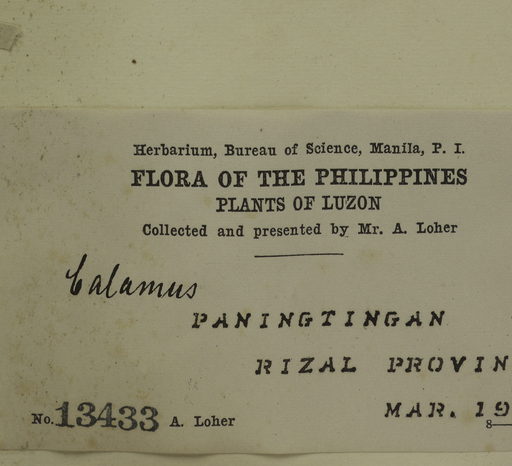 Herbarium, Bureau of Science, Manila, P. I.
FLORA OF THE PHILIPPINES
PLANTS OF LUZON
Collected and presented by Mr. A. Loher
Calamus
PANINGTINGAN
RIZAL PROVIN
MAR. 19
No. 13433 A. Loher
8—